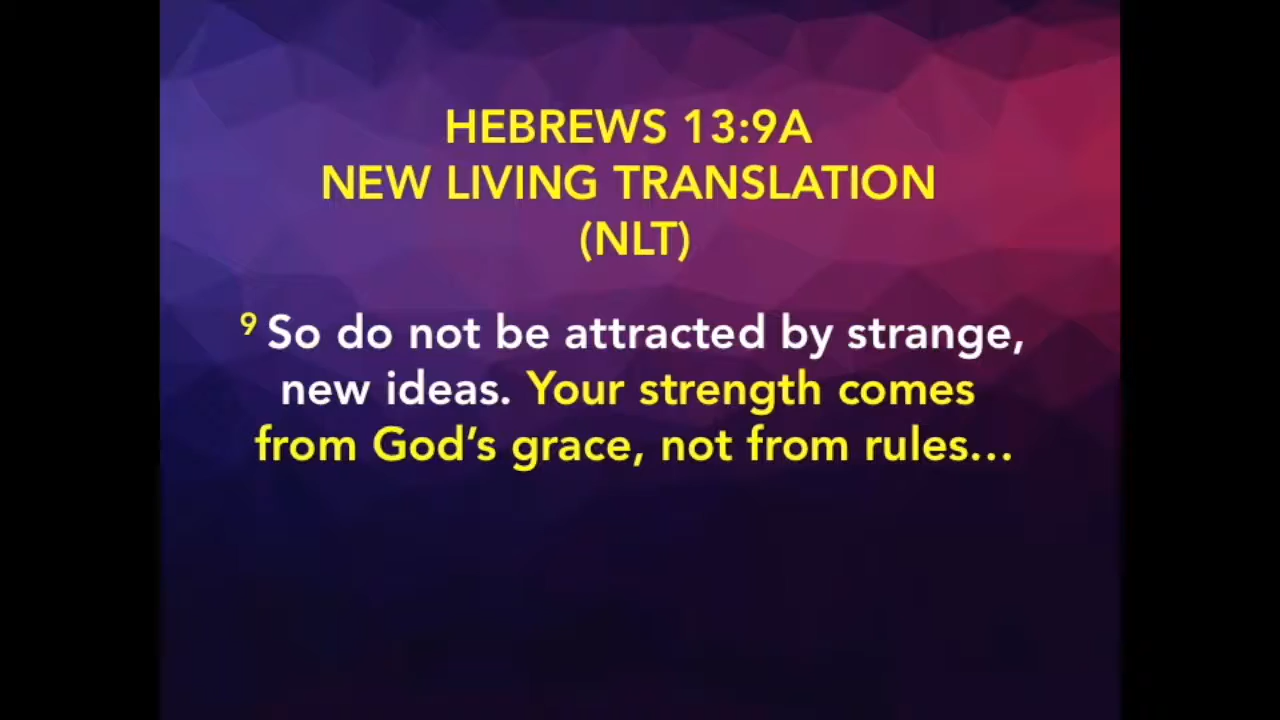 HEBREWS 13:9A
NEW LIVING TRANSLATION
(NLT)
9 So do not be attracted by strange,
new ideas. Your strength comes
from God’s grace, not from rules...